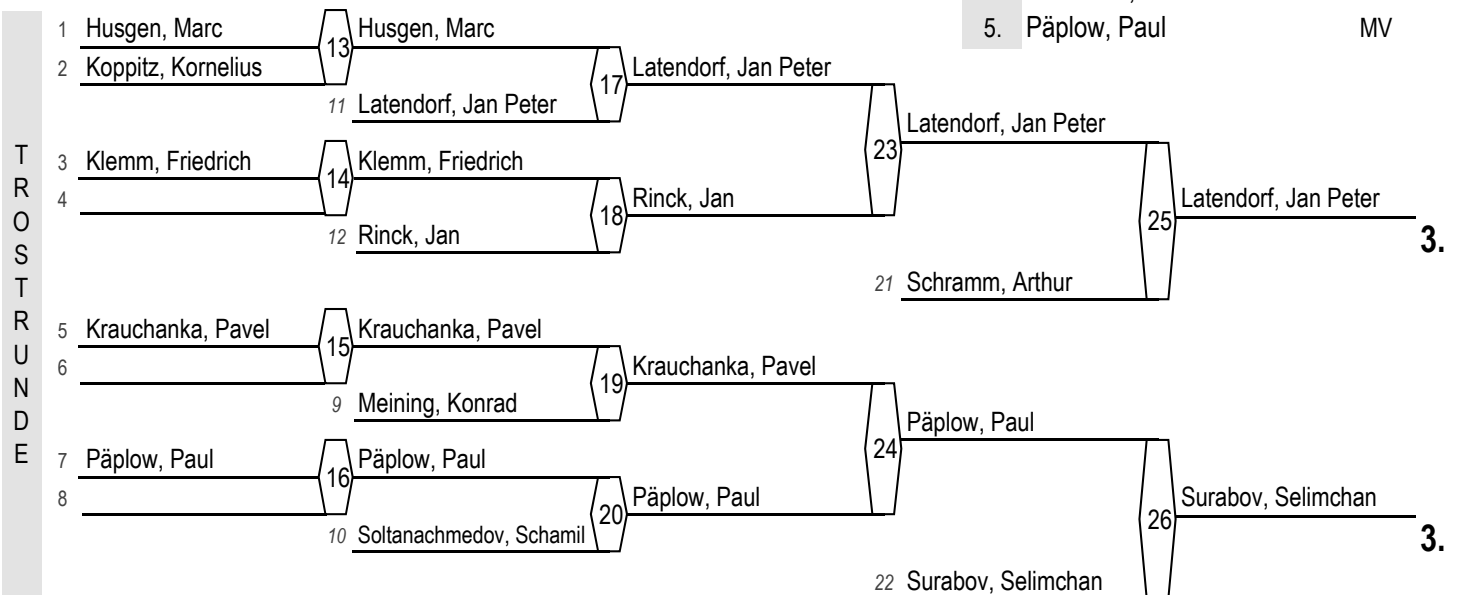 5. Päplow, Paul MV
TROSTRUNDE
1 Husgen, Marc
2 Koppitz, Kornelius
13
Husgen, Marc
11 Latendorf, Jan Peter
17
Latendorf, Jan Peter
3 Klemm, Friedrich
4
14
Klemm, Friedrich
12 Rinck, Jan
18
Rinck, Jan
23
Latendorf, Jan Peter
21 Schramm, Arthur
25
Latendorf, Jan Peter
3.
5 Krauchanka, Pavel
6
15
Krauchanka, Pavel
9 Meining, Konrad
19
Krauchanka, Pavel
7 Päplow, Paul
8
16
Päplow, Paul
10 Soltanachmedov, Schamil
20
Päplow, Paul
24
Päplow, Paul
22 Surabov, Selimchan
26
Surabov, Selimchan
3.